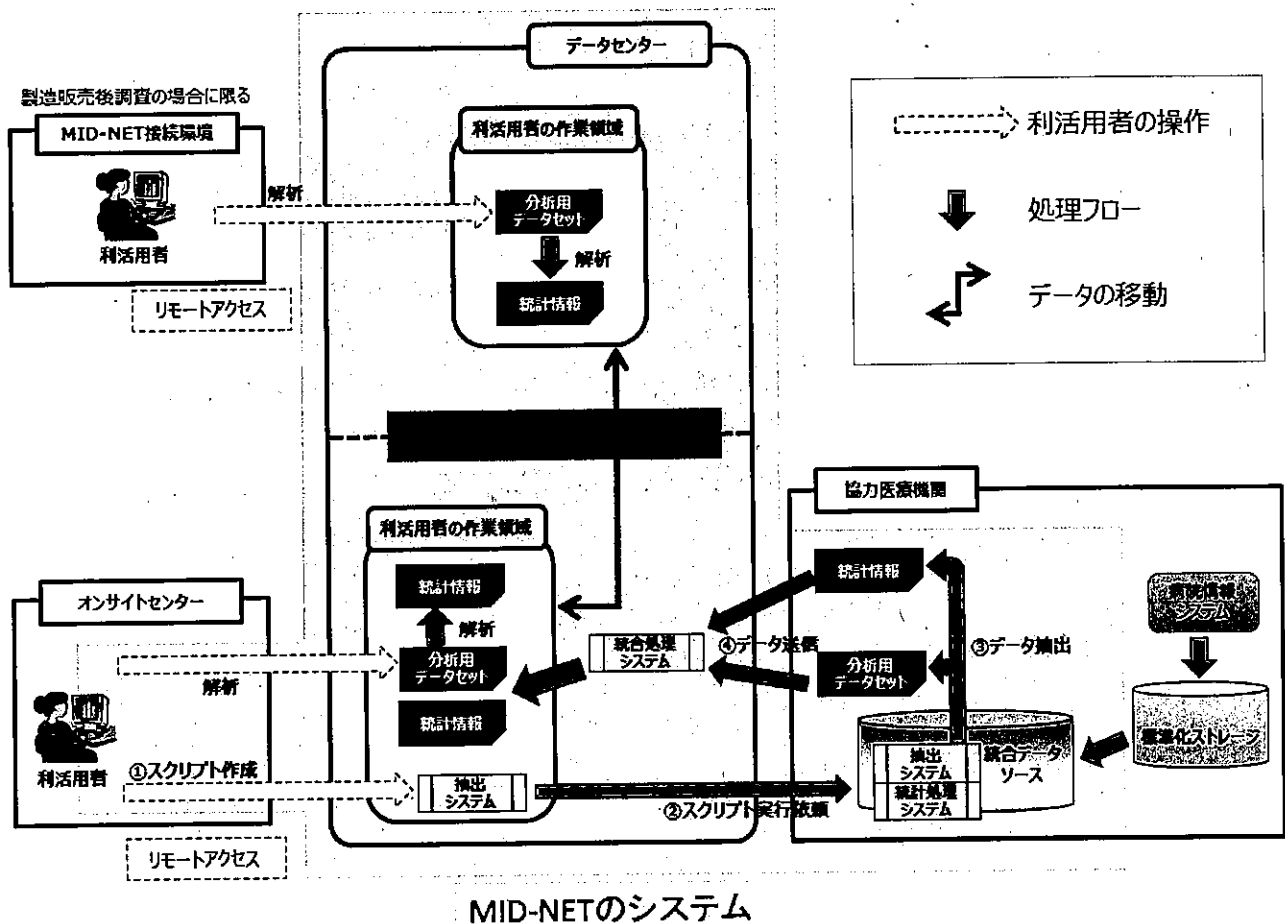 データセンター
製造販売後調査の場合に限る
MID-NET接続環境
利活用者
リモートアクセス
解析
利活用者の作業領域
分析用
データセット
解析
統計情報
利活用者の操作
処理フロー
データの移動
協力医療機関
統計情報
分析用
データセット
③データ抽出
④データ送信
病院情報
システム
標準化ストレージ
統合データ
ソース
抽出
システム
統計処理
システム
利活用者の作業領域
統計情報
解析
分析用
データセット
統計情報
統合処理
システム
抽出
システム
②スクリプト実行依頼
オンサイトセンター
解析
利活用者
①スクリプト作成
リモートアクセス
MID-NETのシステム